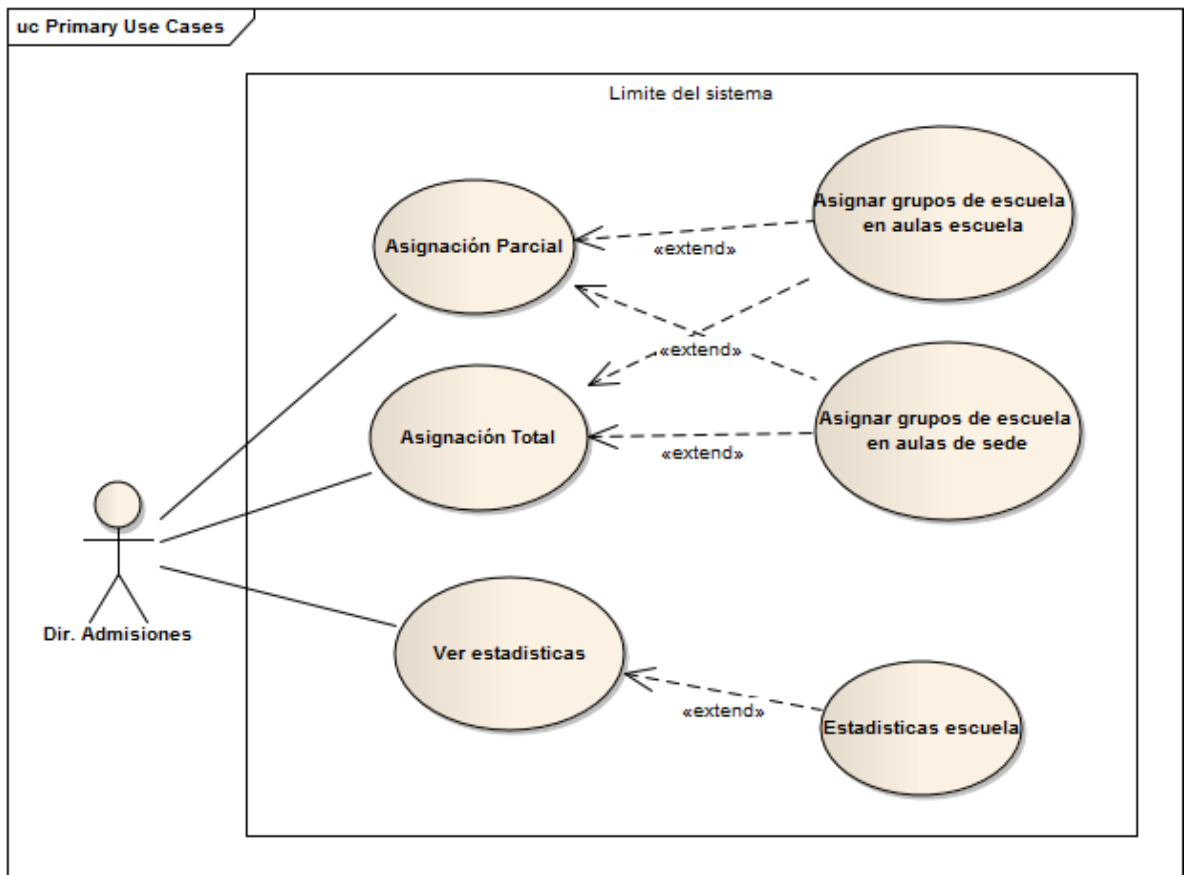 uc Primary Use Cases
Limite del sistema
Asignar grupos de escuela
en aulas escuela
Asignación Parcial
«extend»
«extend»
Asignar grupos de escuela
en aulas de sede
Asignación Total
«extend»
Dir. Admisiones
Ver estadisticas
«extend»
Estadisticas escuela